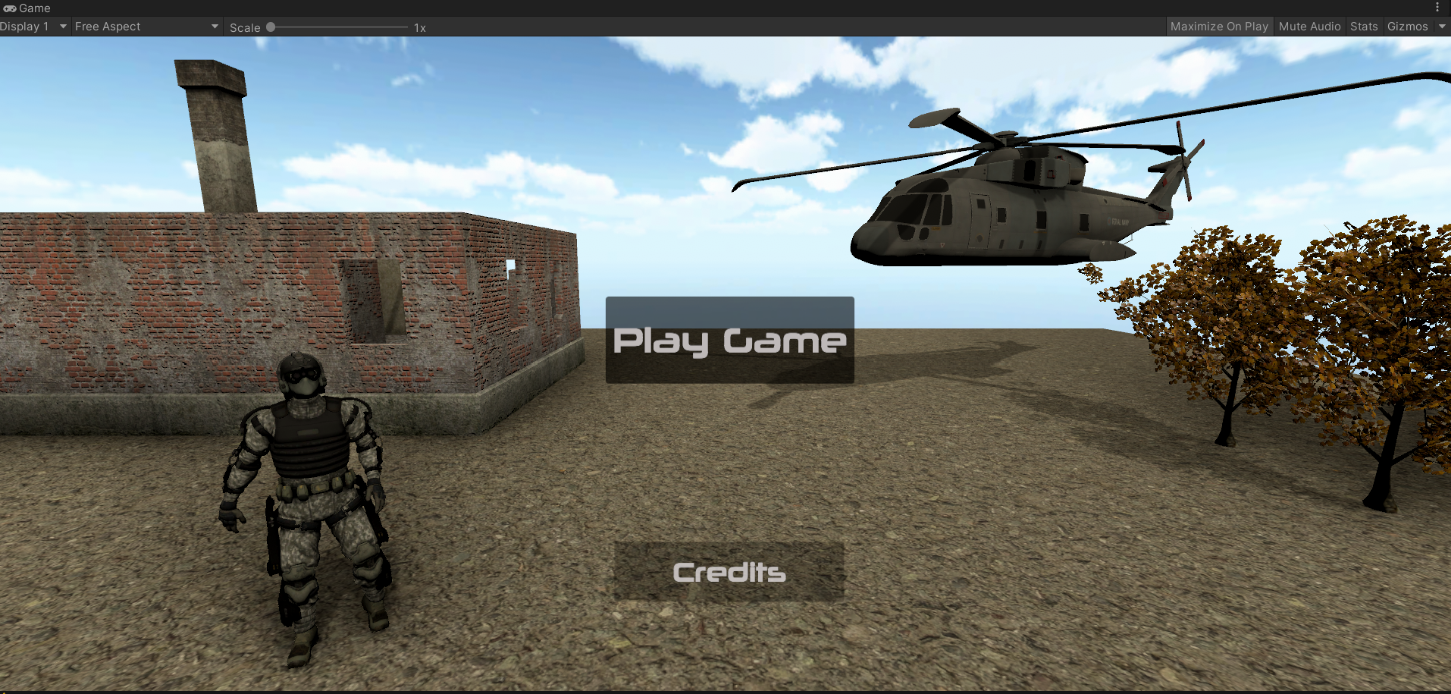 Game
Display 1 Free Aspect Scale 1x Maximize On Play Mute Audio Stats Gizmos
Play Game
Credits